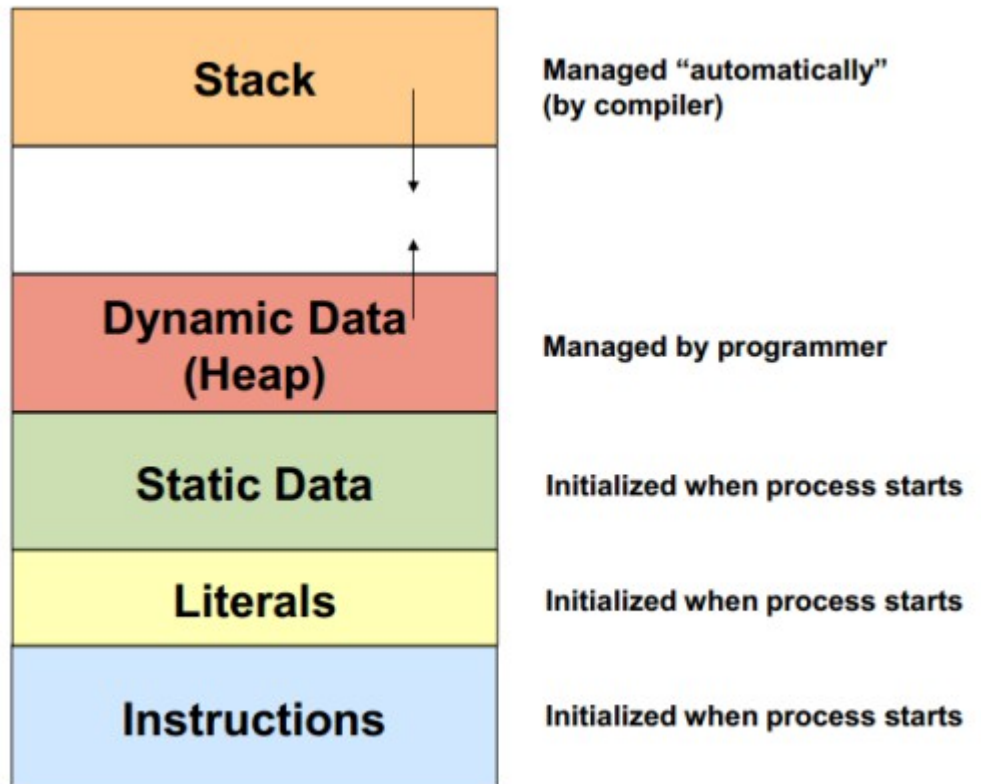 Stack
Managed “automatically”
(by compiler)
Dynamic Data
(Heap)
Managed by programmer
Static Data
Initialized when process starts
Literals
Initialized when process starts
Instructions
Initialized when process starts